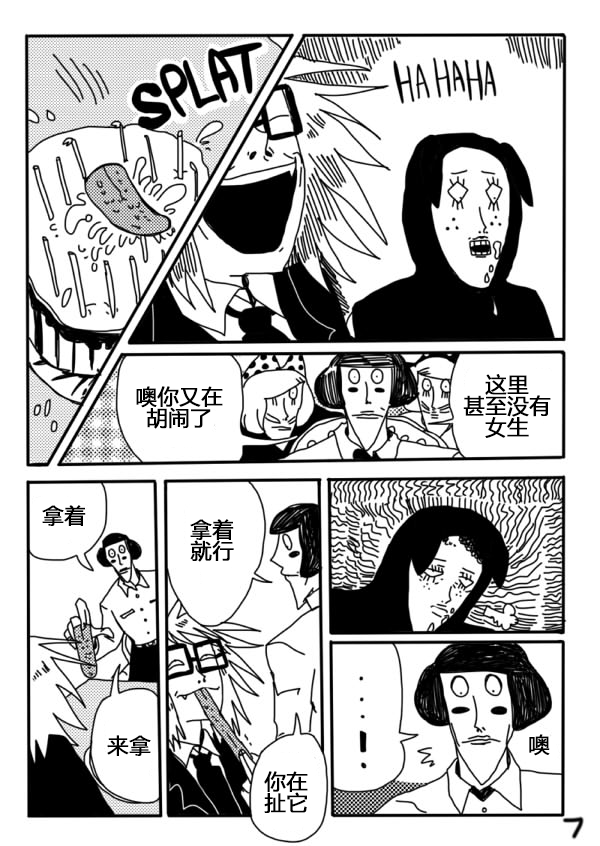 SPLAT
HA HAHA
噢你又在
胡闹了
这里
甚至没有
女生
拿着
来拿
拿着
就行
你在
扯它
....!
噢
7